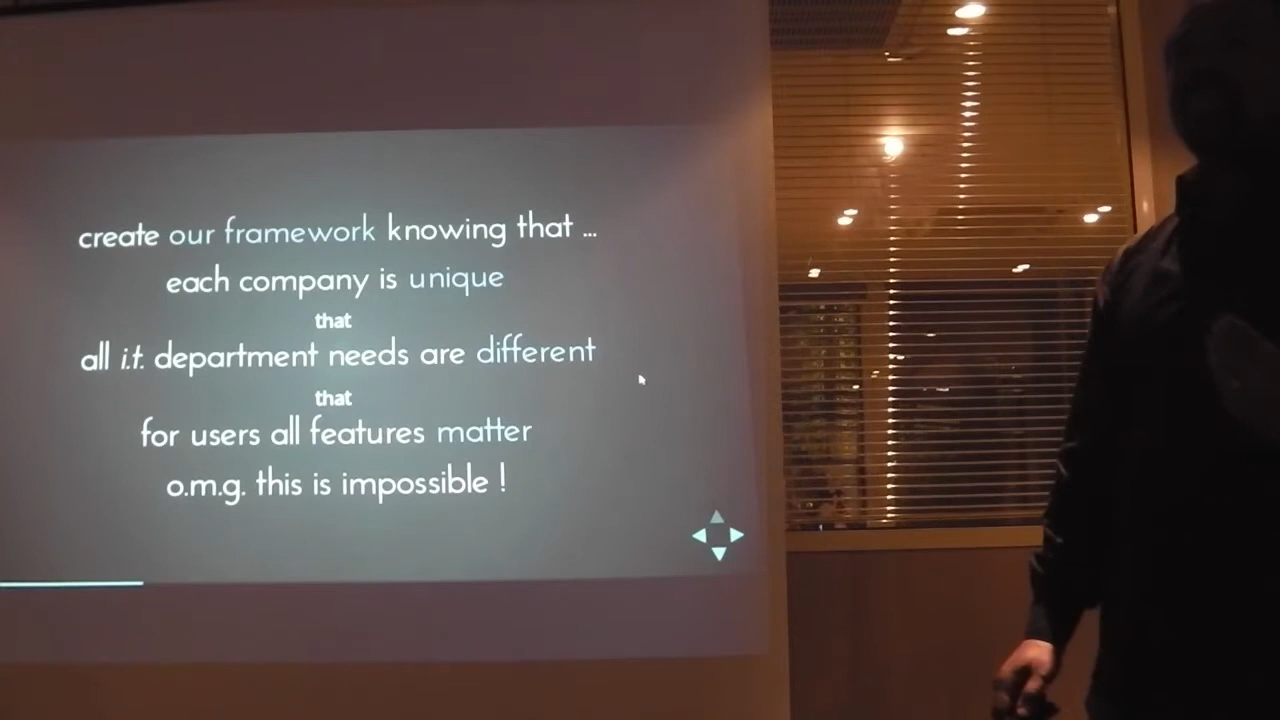 create our framework knowing that ...
each company is unique
that
all i.t. department needs are different
that
for users all features matter
o.m.g. this is impossible !